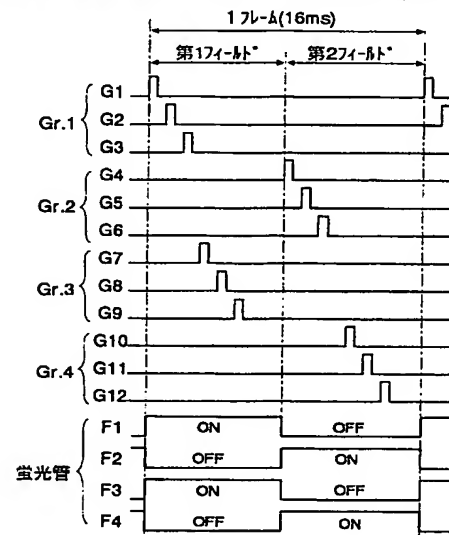 1フレーム(16ms)
第1フィールド 第2フィールド
Gr.1
G1
G2
G3
Gr.2
G4
G5
G6
Gr.3
G7
G8
G9
Gr.4
G10
G11
G12
蛍光管
F1 ON OFF
F2 OFF ON
F3 ON OFF
F4 OFF ON